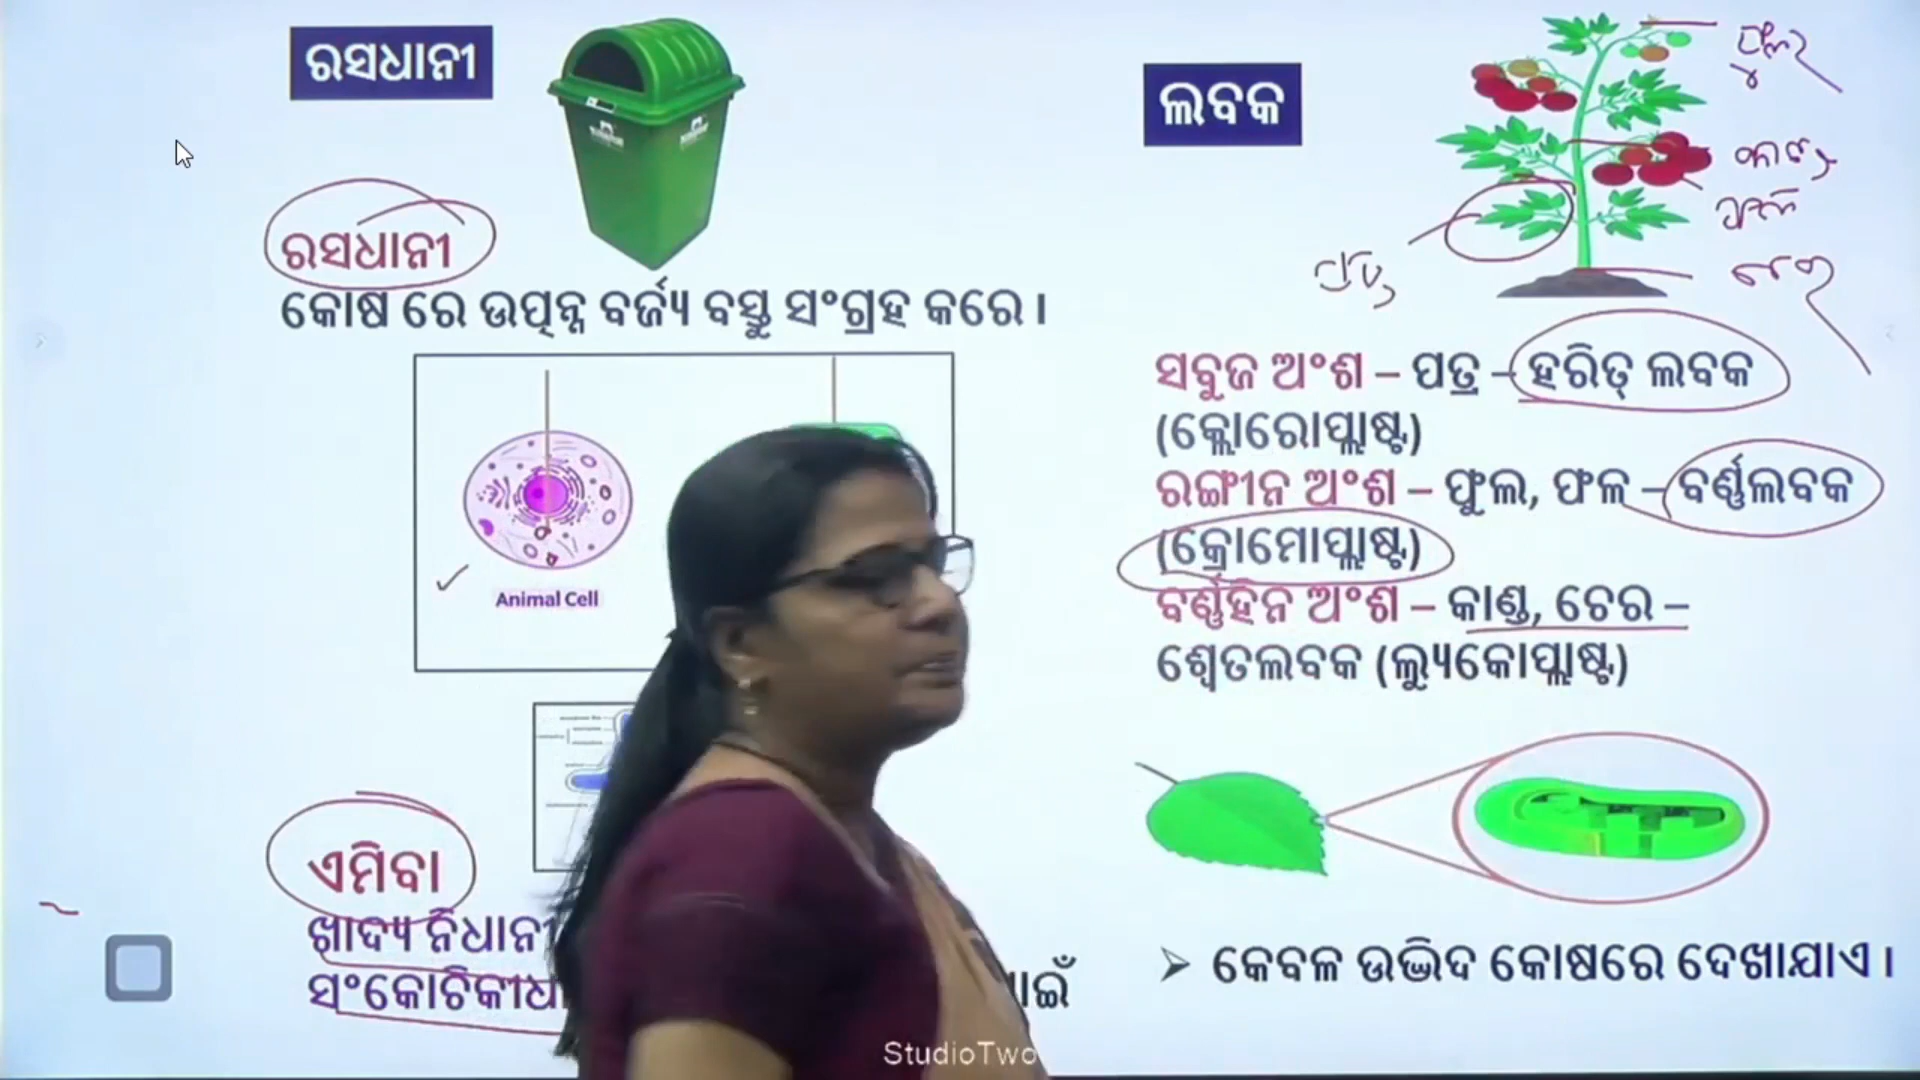 ରସଧାନୀ
ରସଧାନୀ
କୋଷ ରେ ଉତ୍ପନ୍ନ ବର୍ଜ୍ୟ ବସ୍ତୁ ସଂଗ୍ରହ କରେ ।
Animal Cell
ଏମିବା
ଖାଦ୍ୟ ନିଧାନୀ
ଲବକ
ଫୁଲ
ପତ୍ର
ଚେର
ସବୁଜ ଅଂଶ – ପତ୍ର – ହରିତ୍ ଲବକ
(କ୍ଲୋରୋପ୍ଲାଷ୍ଟ)
ରଙ୍ଗୀନ ଅଂଶ – ଫୁଲ, ଫଳ – ବର୍ଣ୍ଣଲବକ
(କ୍ରୋମୋପ୍ଲାଷ୍ଟ)
ବର୍ଣ୍ଣହିନ ଅଂଶ – କାଣ୍ଡ, ଚେର –
ଶ୍ଵେତଲବକ (ଲ୍ୟୁକୋପ୍ଲାଷ୍ଟ)
➢ କେବଳ ଉଦ୍ଭିଦ କୋଷରେ ଦେଖାଯାଏ ।
StudioTwo